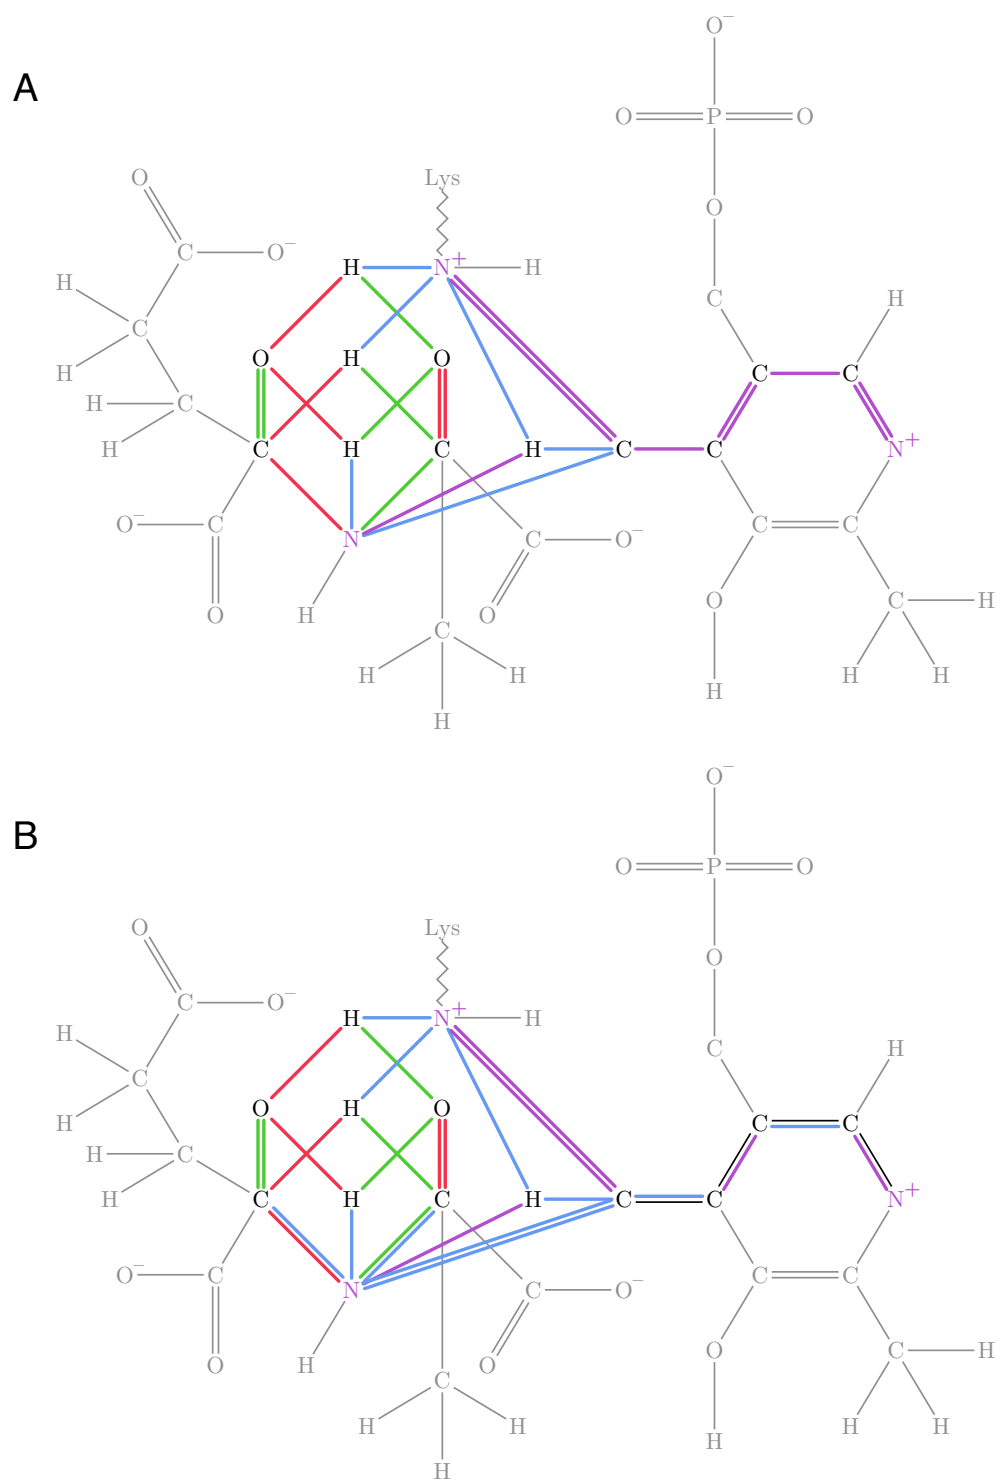 O⁻
A
O P O
O Lys
O
C O⁻ H N⁺ H
H C H
C
O H O
H C C
H C
H C H C H C C N⁺
O⁻ C N C O⁻ C C
O H O C O C H
H H H H
H
H
O⁻
B
O P O
O Lys
O
C O⁻ H N⁺ H
H C H
C
O H O
H C C
H C
H C H C H C C N⁺
O⁻ C N C O⁻ C C
O H O C O C H
H H H H
H
H